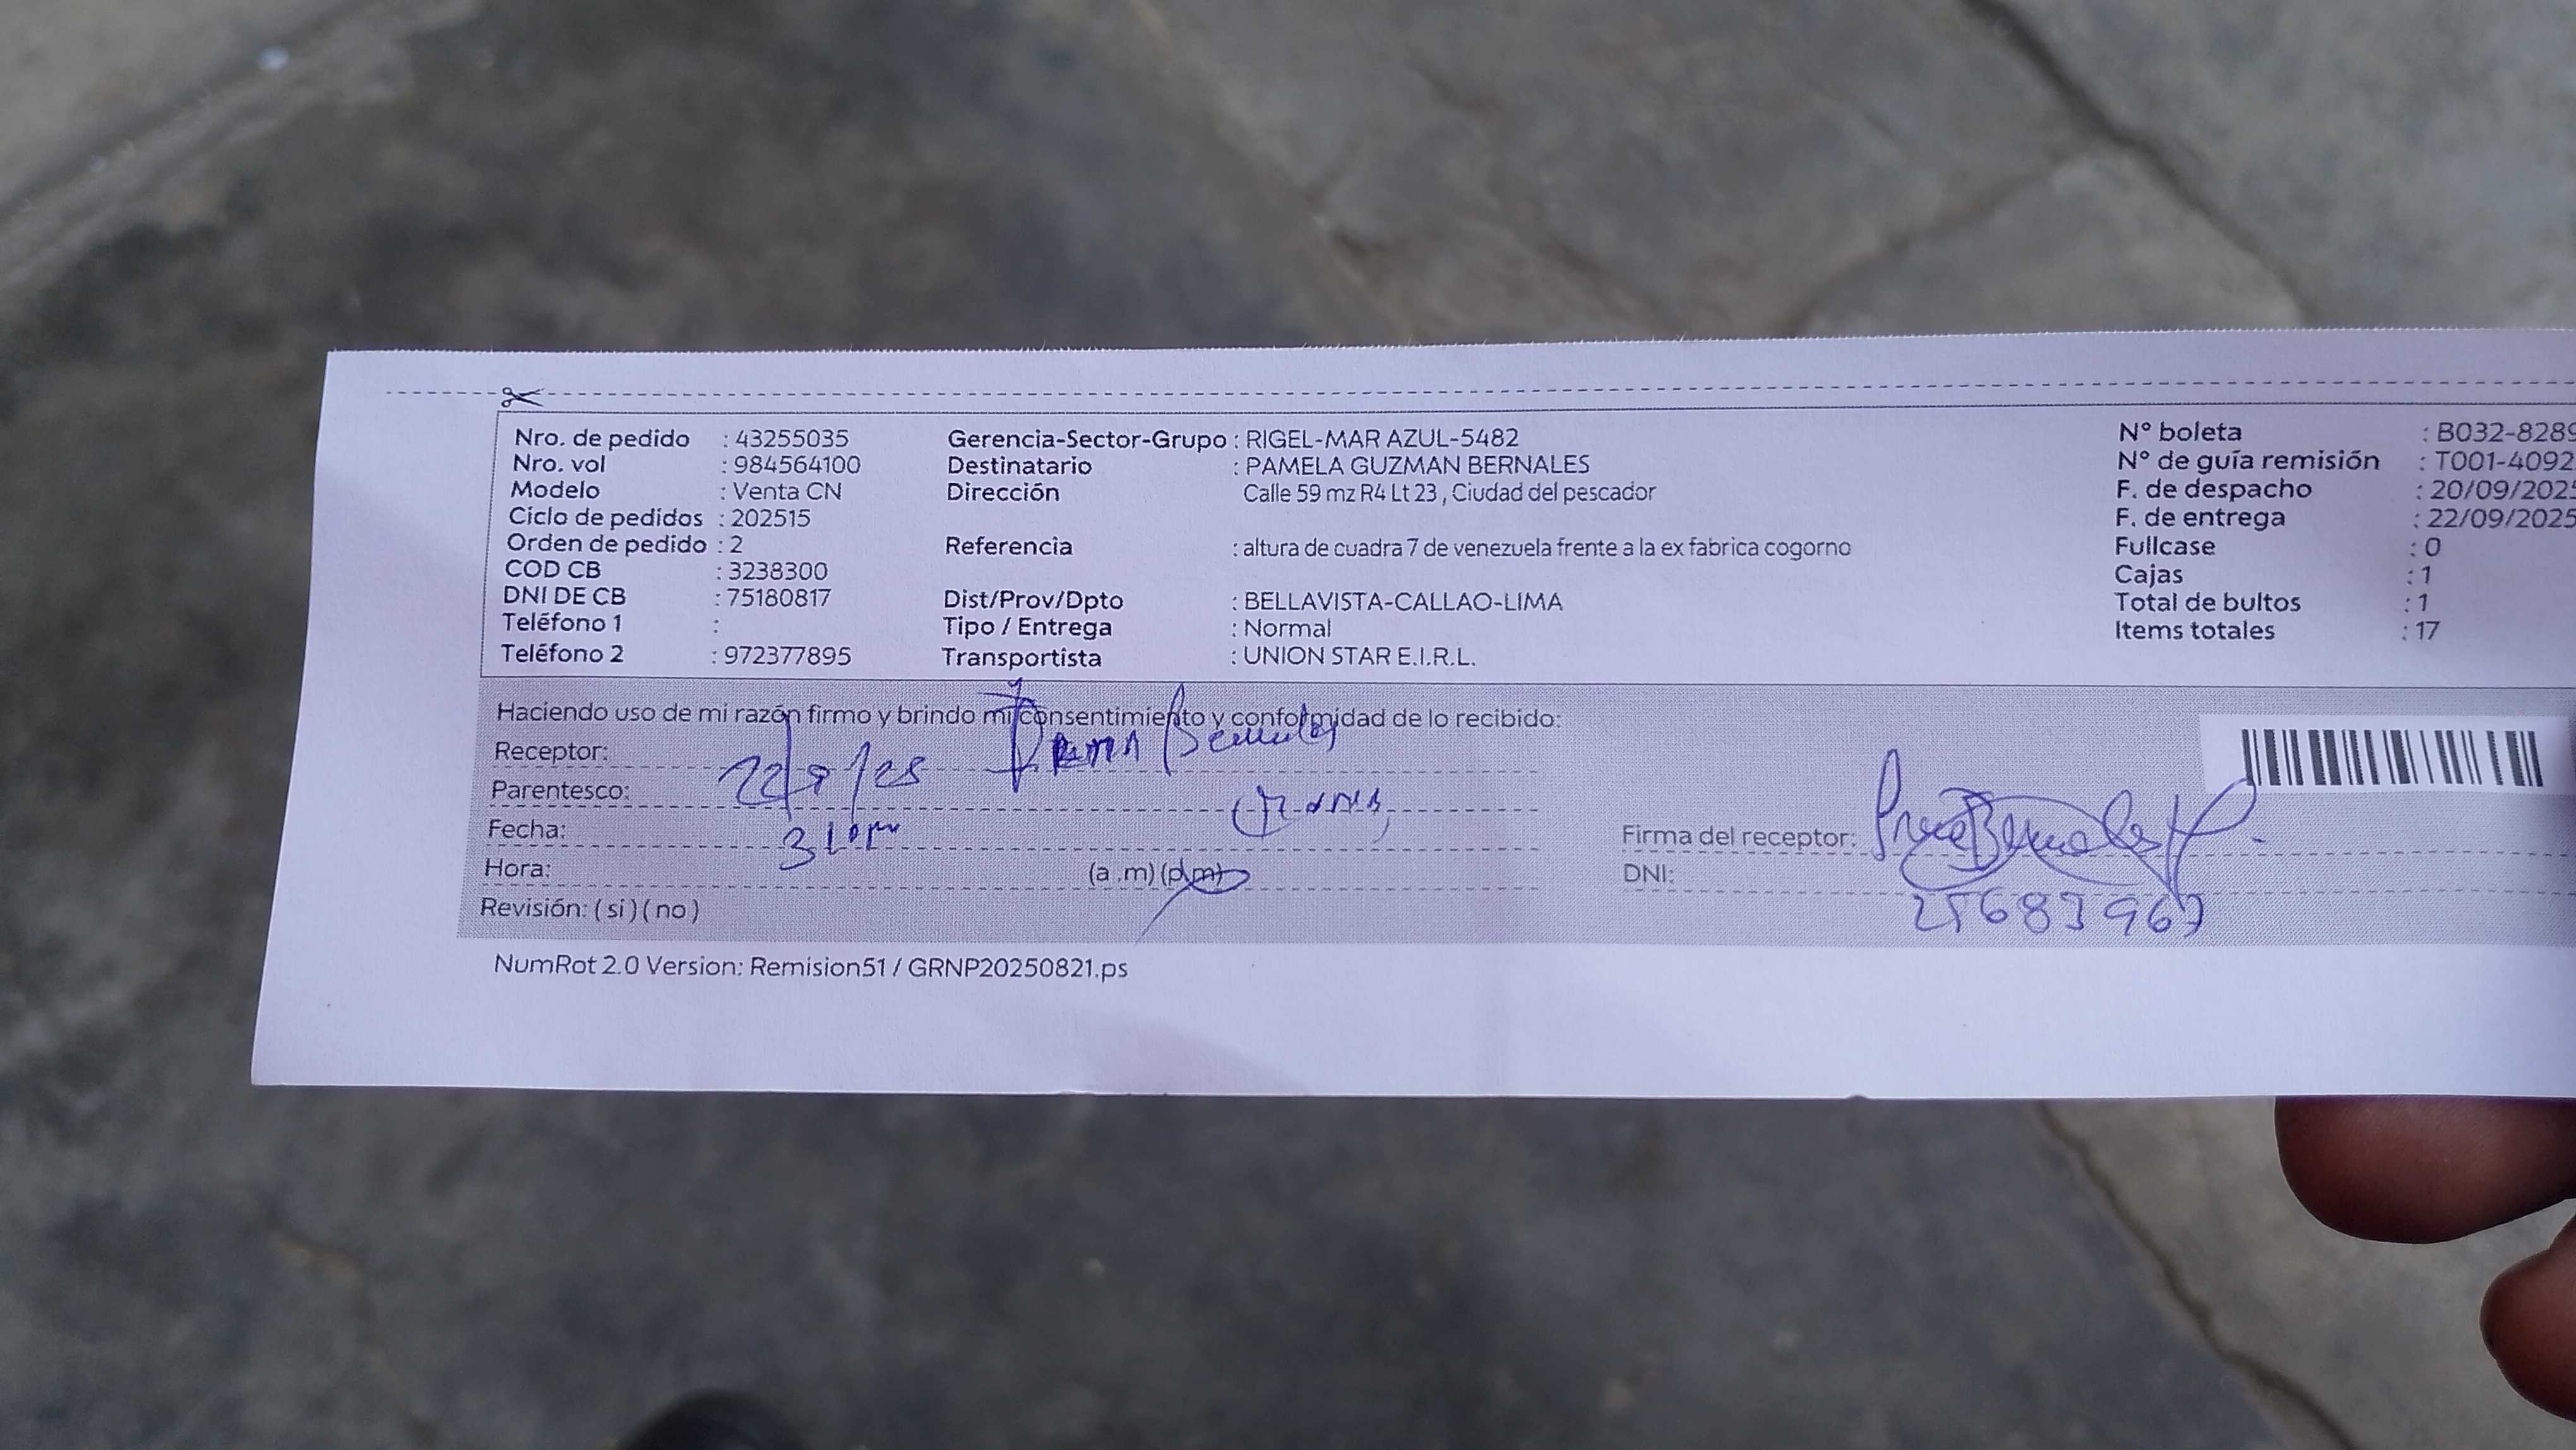 Nro. de pedido : 43255035 Gerencia-Sector-Grupo : RIGEL-MAR AZUL-5482 N° boleta : B032-8289
Nro. vol : 984564100 Destinatario : PAMELA GUZMAN BERNALES N° de guía remisión : T001-4092
Modelo : Venta CN Dirección Calle 59 mz R4 Lt 23 , Ciudad del pescador F. de despacho : 20/09/2025
Ciclo de pedidos : 202515 F. de entrega : 22/09/2025
Orden de pedido : 2 Referencia : altura de cuadra 7 de venezuela frente a la ex fabrica cogorno Fullcase : 0
COD CB : 3238300 Cajas : 1
DNI DE CB : 75180817 Dist/Prov/Dpto : BELLAVISTA-CALLAO-LIMA Total de bultos : 1
Teléfono 1 : Tipo / Entrega : Normal Items totales : 17
Teléfono 2 : 972377895 Transportista : UNION STAR E.I.R.L.
Haciendo uso de mi razón firmo y brindo mi consentimiento y conformidad de lo recibido:
Receptor:
Parentesco: 22/9/25
Fecha:
Hora: (a .m) (p.m)
Firma del receptor:
DNI:
Revisión: ( si ) ( no )
NumRot 2.0 Version: Remision51 / GRNP20250821.ps